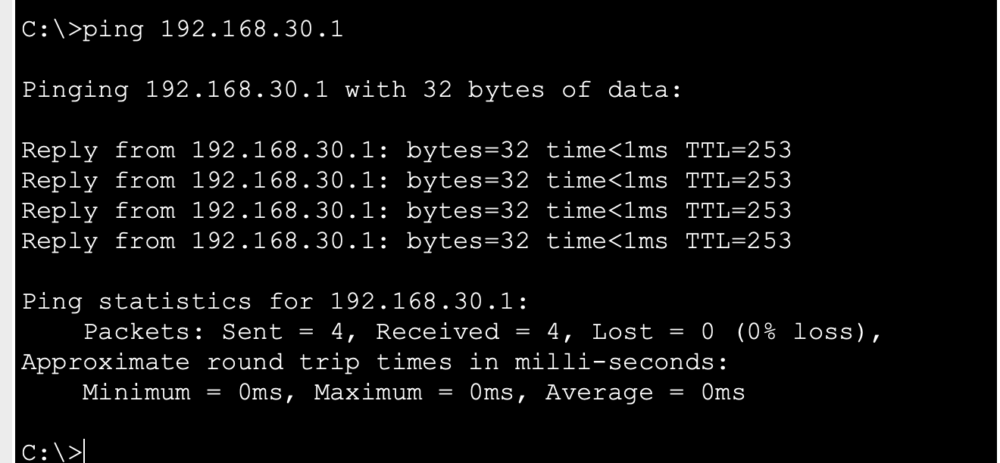 C:\>ping 192.168.30.1
Pinging 192.168.30.1 with 32 bytes of data:
Reply from 192.168.30.1: bytes=32 time<1ms TTL=253
Reply from 192.168.30.1: bytes=32 time<1ms TTL=253
Reply from 192.168.30.1: bytes=32 time<1ms TTL=253
Reply from 192.168.30.1: bytes=32 time<1ms TTL=253
Ping statistics for 192.168.30.1:
    Packets: Sent = 4, Received = 4, Lost = 0 (0% loss),
Approximate round trip times in milli-seconds:
    Minimum = 0ms, Maximum = 0ms, Average = 0ms
C:\>